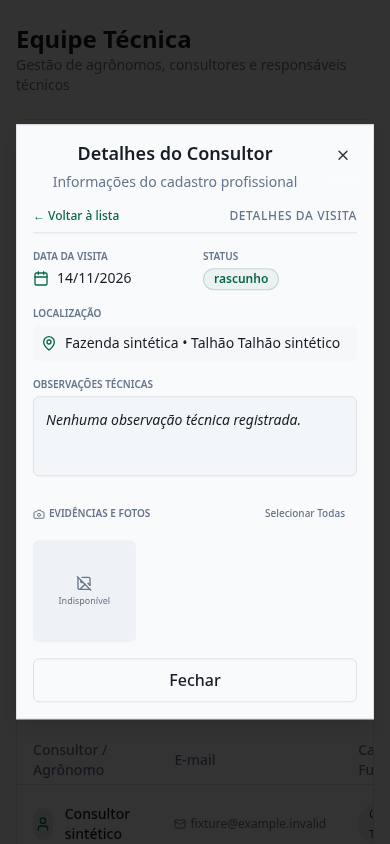 Equipe Técnica
Gestão de agrônomos, consultores e responsáveis
técnicos
Detalhes do Consultor
Informações do cadastro profissional
← Voltar à lista
DETALHES DA VISITA
DATA DA VISITA
STATUS
14/11/2026
rascunho
LOCALIZAÇÃO
Fazenda sintética • Talhão Talhão sintético
OBSERVAÇÕES TÉCNICAS
Nenhuma observação técnica registrada.
EVIDÊNCIAS E FOTOS
Selecionar Todas
Indisponível
Fechar
Consultor /
Agrônomo
E-mail
Consultor
sintético
fixture@example.invalid